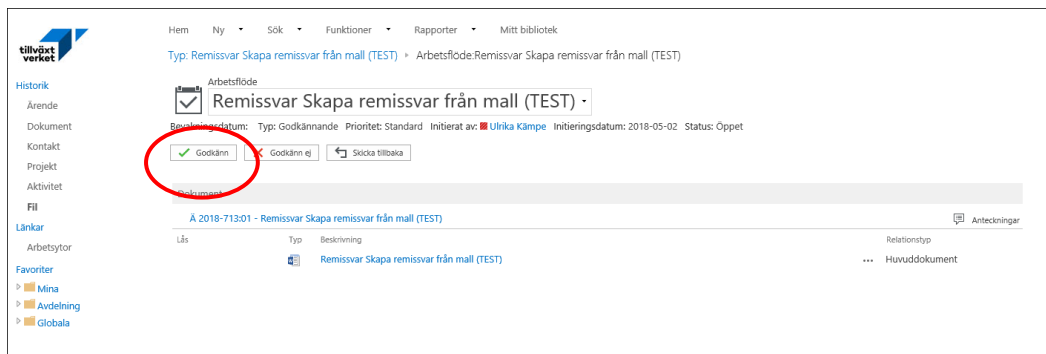 tillväxt
verket
Hem Ny Sök Funktioner Rapporter Mitt bibliotek
Typ: Remissvar Skapa remissvar från mall (TEST) Arbetsflöde:Remissvar Skapa remissvar från mall (TEST)
Historik
Ärende
Dokument
Kontakt
Projekt
Aktivitet
Fil
Länkar
Arbetsytor
Favoriter
Mina
Avdelning
Globala
Arbetsflöde
Remissvar Skapa remissvar från mall (TEST)
Bevakningsdatum: Typ: Godkännande Prioritet: Standard Initierat av: Ulrika Kämpe Initieringsdatum: 2018-05-02 Status: Öppet
Godkänn Godkänn ej Skicka tillbaka
Dokument
Ä 2018-713:01 - Remissvar Skapa remissvar från mall (TEST) Anteckningar
Lås Typ Beskrivning Relationstyp
Remissvar Skapa remissvar från mall (TEST) ... Huvuddokument